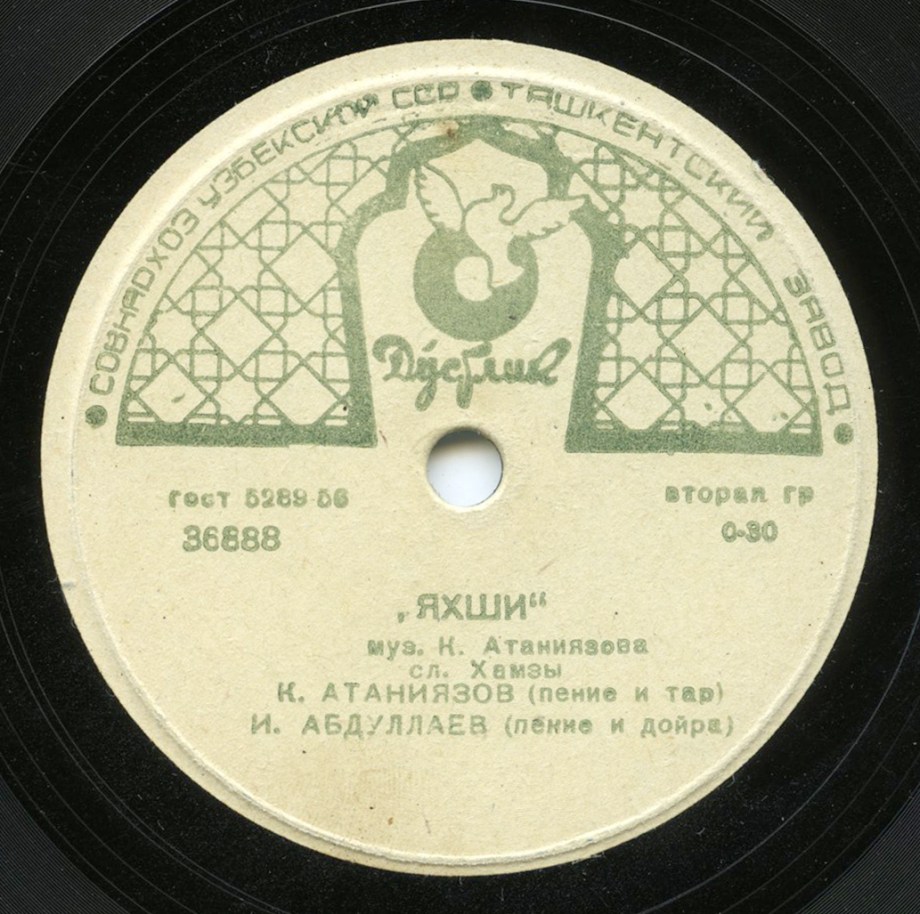 ● СОВНАРХОЗ УЗБЕКСКОЙ ССР ● ТАШКЕНТСКИЙ ЗАВОД ●
Дўстлик
гост 5289-56
вторая гр
36888
0-30
„ЯХШИ“
муз. К. Атаниязова
сл. Хамзы
К. АТАНИЯЗОВ (пение и тар)
И. АБДУЛЛАЕВ (пение и дойра)